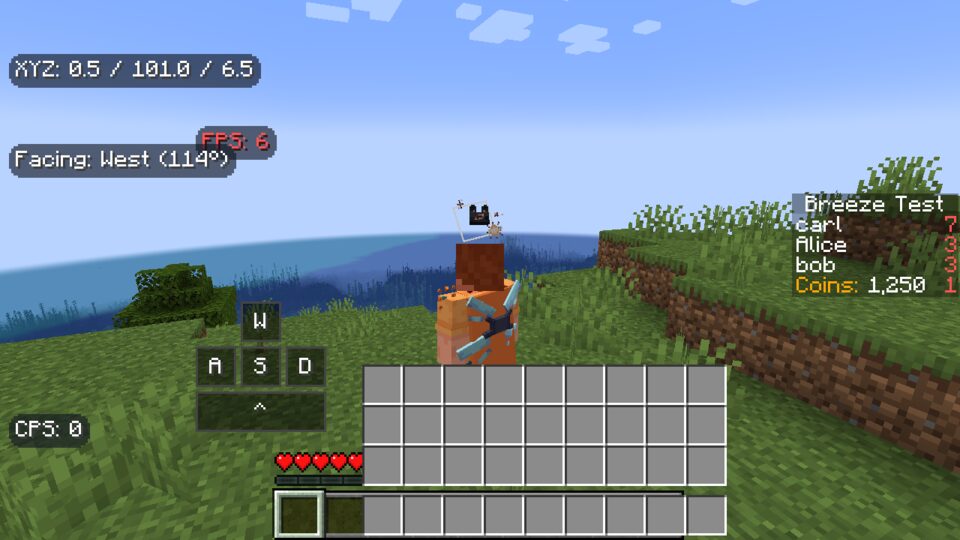 XYZ: 0.5 / 101.0 / 6.5
FPS: 6
Facing: West (114°)
Breeze Test
carl 7
Alice 3
bob 3
Coins: 1,250 1
W
A S D
^
CPS: 0